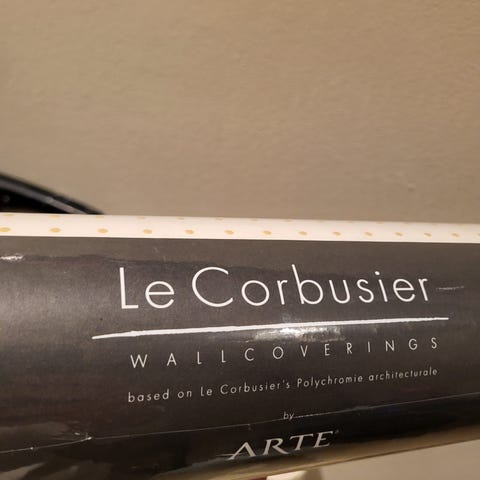 Le Corbusier
WALLCOVERINGS
based on Le Corbusier's Polychromie architecturale
by
ARTE®